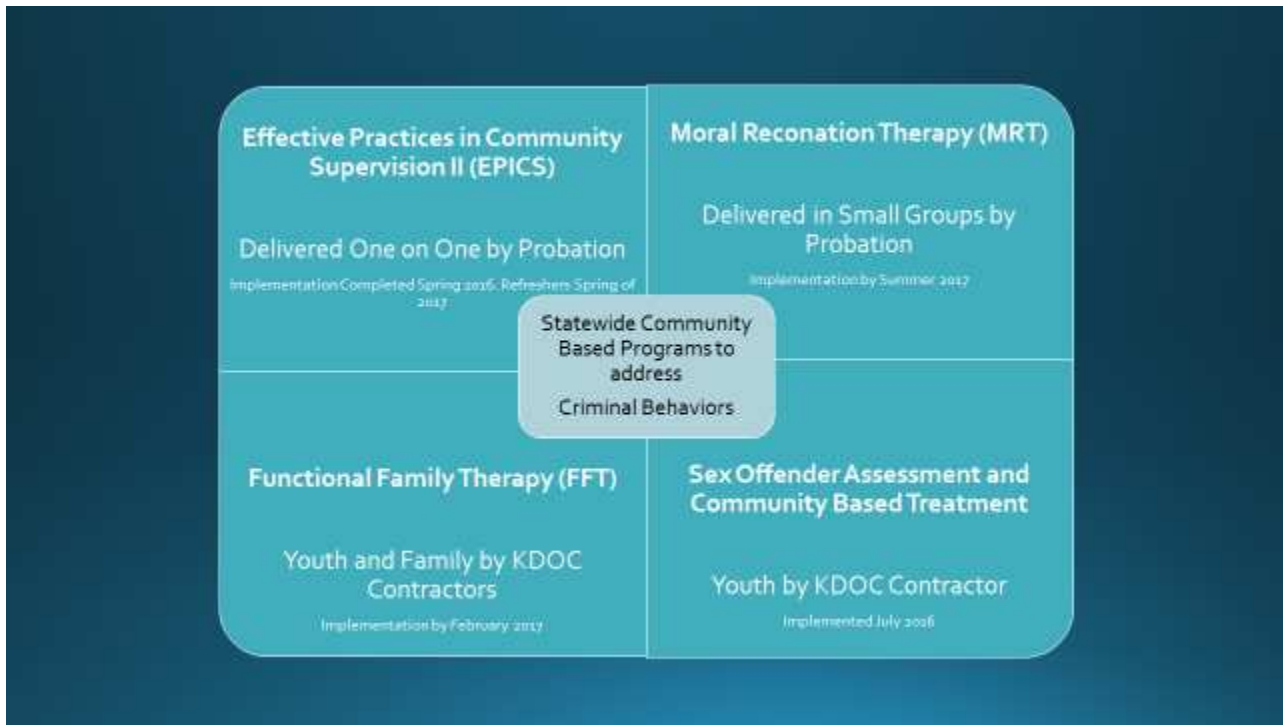 Effective Practices in Community
Supervision II (EPICS)
Delivered One on One by Probation
Implementation Completed Spring 2016. Refreshers Spring of
2017
Moral Reconation Therapy (MRT)
Delivered in Small Groups by
Probation
Implementation by Summer 2017
Statewide Community
Based Programs to
address
Criminal Behaviors
Functional Family Therapy (FFT)
Youth and Family by KDOC
Contractors
Implementation by February 2017
Sex Offender Assessment and
Community Based Treatment
Youth by KDOC Contractor
Implemented July 2016